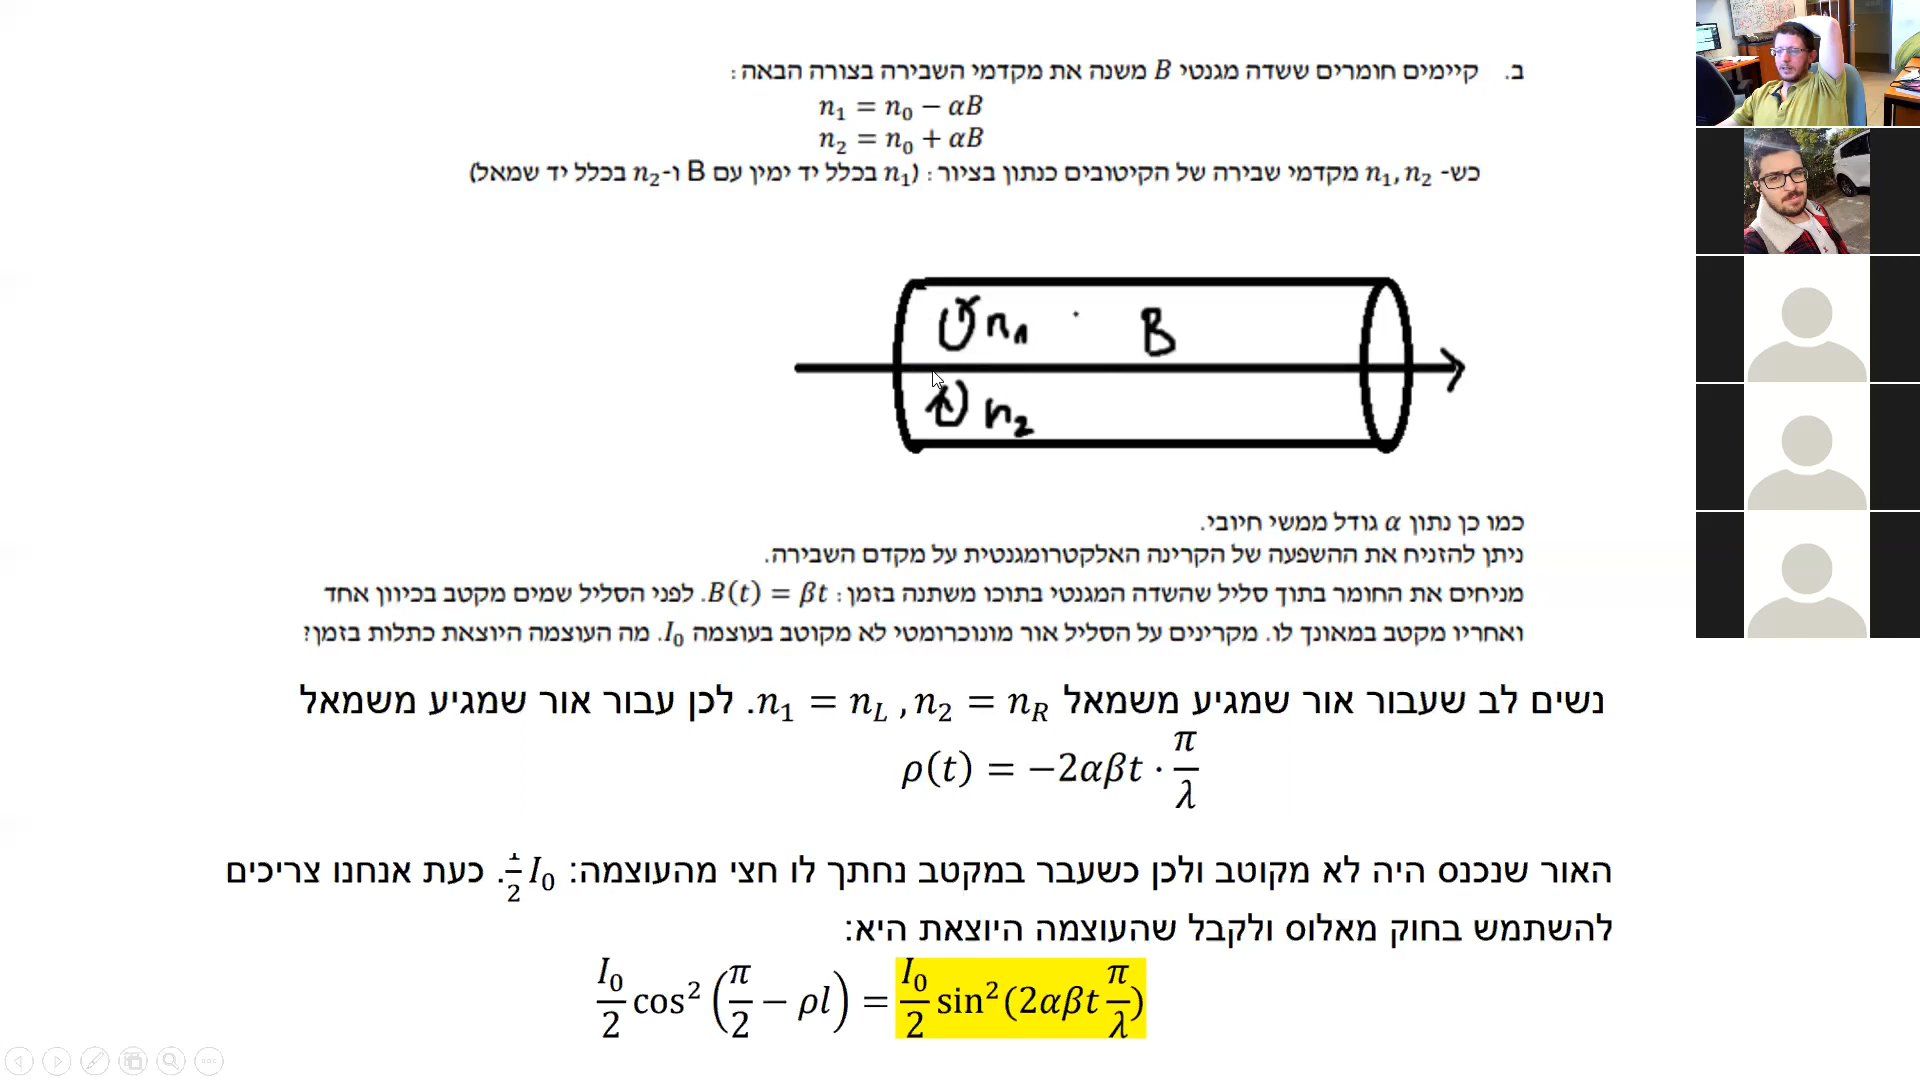 ב. קיימים חומרים ששדה מגנטי B משנה את מקדמי השבירה בצורה הבאה:
n₁ = n₀ − αB
n₂ = n₀ + αB
כש- n₁, n₂ מקדמי שבירה של הקיטובים כנתון בציור: (n₁ בכלל יד ימין עם B ו-n₂ בכלל יד שמאל)
n₁ B
n₂
כמו כן נתון α גודל ממשי חיובי.
ניתן להזניח את ההשפעה של הקרינה האלקטרומגנטית על מקדם השבירה.
מניחים את החומר בתוך סליל שהשדה המגנטי בתוכו משתנה בזמן: B(t) = βt. לפני הסליל שמים מקטב בכיוון אחד
ואחריו מקטב במאונך לו. מקרינים על הסליל אור מונוכרומטי לא מקוטב בעוצמה I₀. מה העוצמה היוצאת כתלות בזמן?
נשים לב שעבור אור שמגיע משמאל n₁ = n_L , n₂ = n_R. לכן עבור אור שמגיע משמאל
ρ(t) = −2αβt · π/λ
האור שנכנס היה לא מקוטב ולכן כשעבר במקטב נחתך לו חצי מהעוצמה: 1/2 I₀. כעת אנחנו צריכים
להשתמש בחוק מאלוס ולקבל שהעוצמה היוצאת היא:
I₀/2 cos² (π/2 − ρl) = I₀/2 sin²(2αβt π/λ)